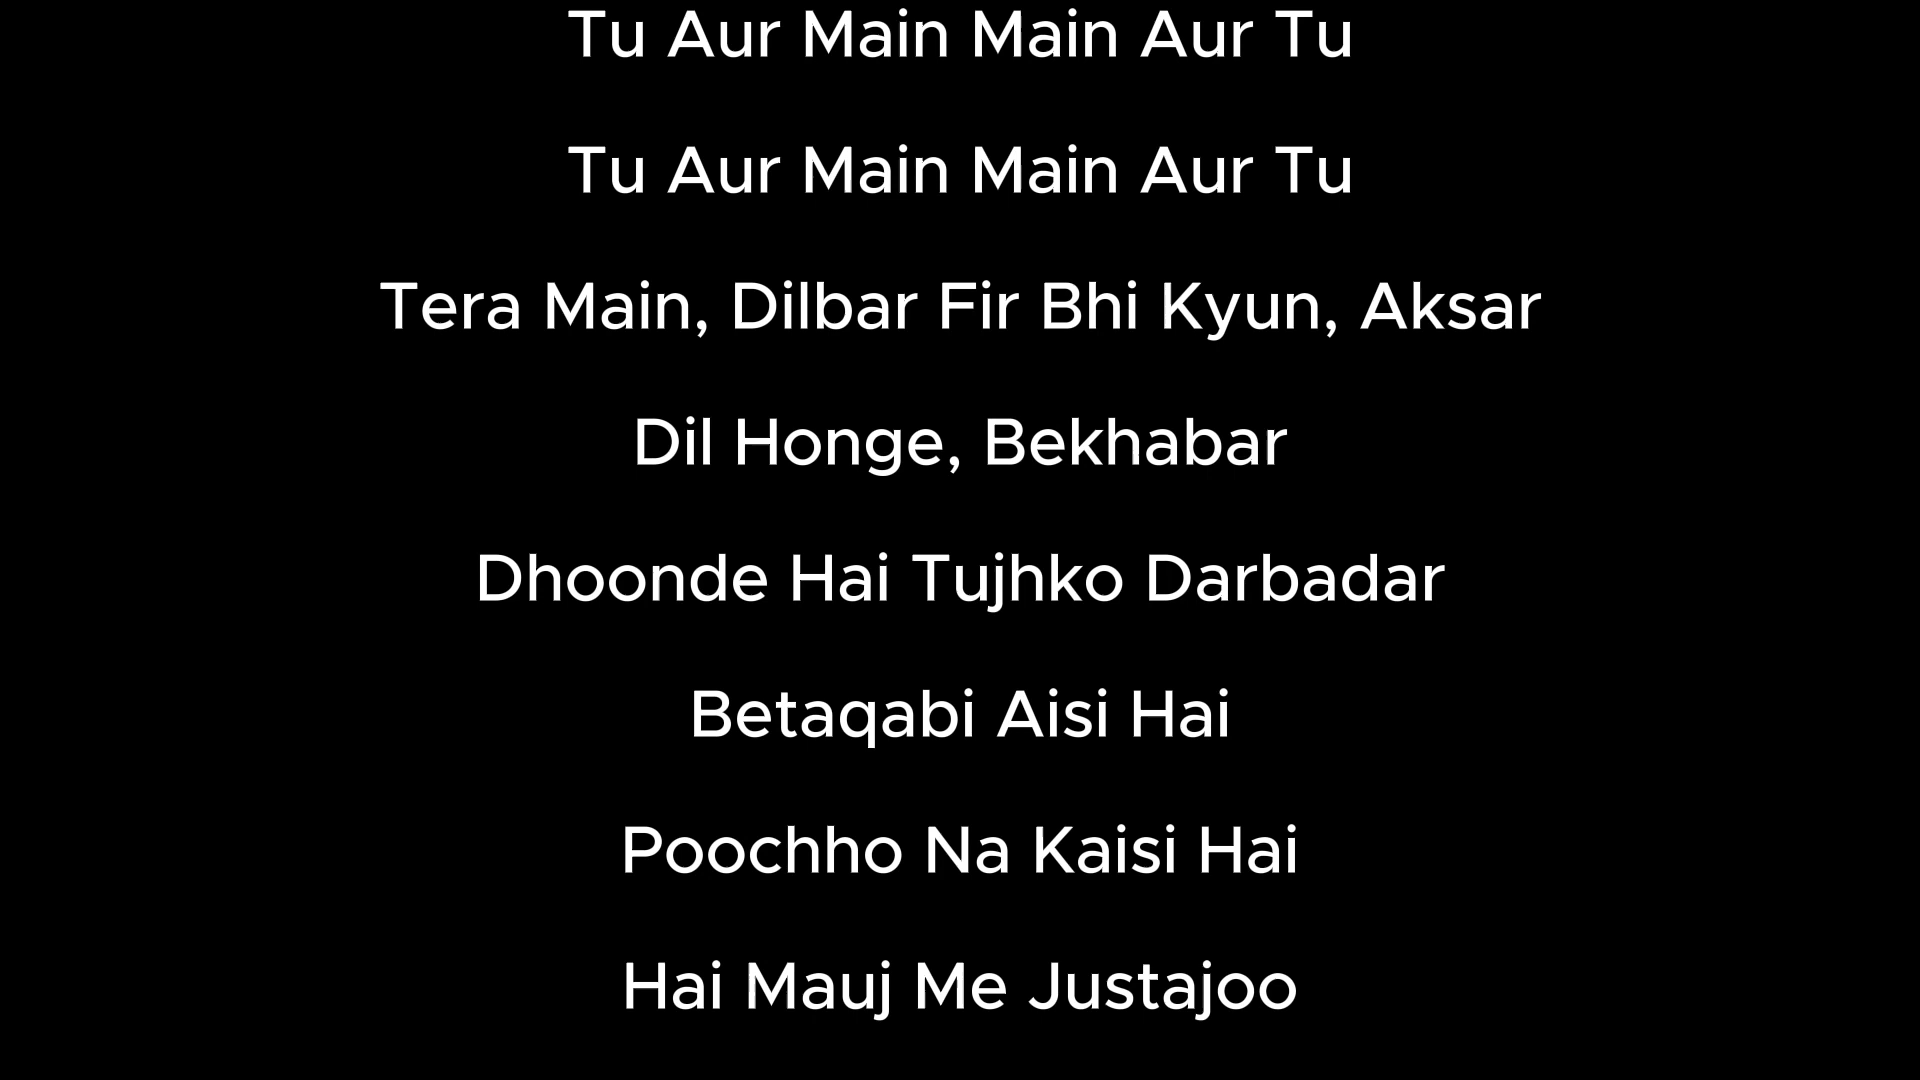 Tu Aur Main Main Aur Tu
Tu Aur Main Main Aur Tu
Tera Main, Dilbar Fir Bhi Kyun, Aksar
Dil Honge, Bekhabar
Dhoonde Hai Tujhko Darbadar
Betaqabi Aisi Hai
Poochho Na Kaisi Hai
Hai Mauj Me Justajoo